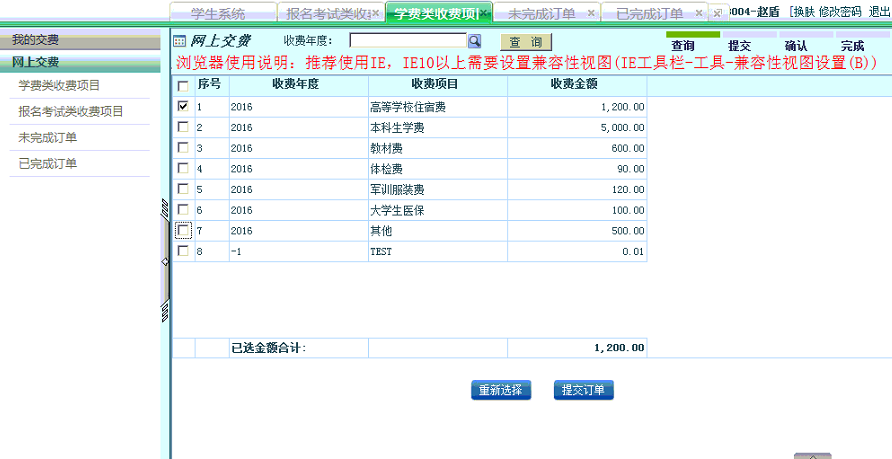 学生系统 报名考试类收 学费类收费项目 未完成订单 已完成订单 3004-赵盾 [换肤 修改密码 退出
我的交费
网上交费
学费类收费项目
报名考试类收费项目
未完成订单
已完成订单
网上交费 收费年度: 查 询 查询 提交 确认 完成
浏览器使用说明：推荐使用IE，IE10以上需要设置兼容性视图(IE工具栏-工具-兼容性视图设置(B))
序号 收费年度 收费项目 收费金额
1 2016 高等学校住宿费 1,200.00
2 2016 本科生学费 5,000.00
3 2016 教材费 600.00
4 2016 体检费 90.00
5 2016 军训服装费 120.00
6 2016 大学生医保 100.00
7 2016 其他 500.00
8 -1 TEST 0.01
已选金额合计: 1,200.00
重新选择 提交订单